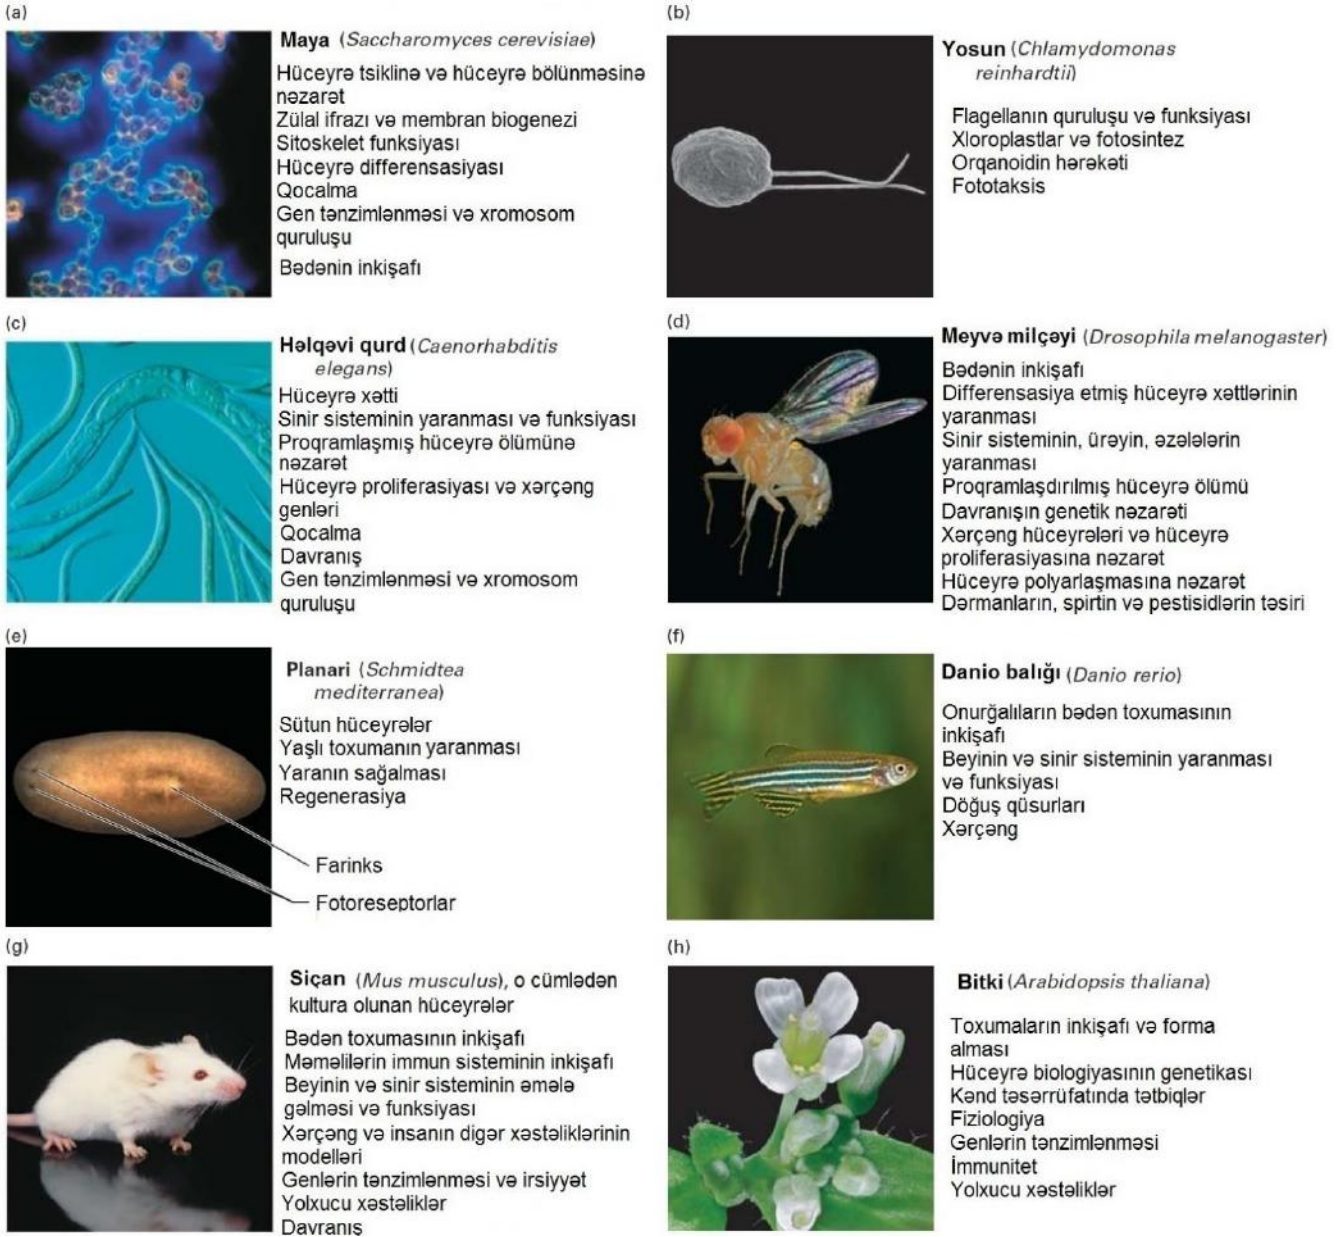 (a)
Maya (Saccharomyces cerevisiae)
Hüceyrə tsiklinə və hüceyrə bölünməsinə
nəzarət
Zülal ifrazı və membran biogenezi
Sitoskelet funksiyası
Hüceyrə differensasiyası
Qocalma
Gen tənzimlənməsi və xromosom
quruluşu
Bədənin inkişafı
(b)
Yosun (Chlamydomonas
reinhardtii)
Flagellanın quruluşu və funksiyası
Xloroplastlar və fotosintez
Orqanoidin hərəkəti
Fototaksis
(c)
Həlqəvi qurd (Caenorhabditis
elegans)
Hüceyrə xətti
Sinir sisteminin yaranması və funksiyası
Proqramlaşmış hüceyrə ölümünə
nəzarət
Hüceyrə proliferasiyası və xərçəng
genləri
Qocalma
Davranış
Gen tənzimlənməsi və xromosom
quruluşu
(d)
Meyvə milçəyi (Drosophila melanogaster)
Bədənin inkişafı
Differensasiya etmiş hüceyrə xəttlərinin
yaranması
Sinir sisteminin, ürəyin, əzələlərin
yaranması
Proqramlaşdırılmış hüceyrə ölümü
Davranışın genetik nəzarəti
Xərçəng hüceyrələri və hüceyrə
proliferasiyasına nəzarət
Hüceyrə polyarlaşmasına nəzarət
Dərmanların, spirtin və pestisidlərin təsiri
(e)
Planari (Schmidtea
mediterranea)
Sütun hüceyrələr
Yaşlı toxumanın yaranması
Yaranın sağalması
Regenerasiya
Farinks
Fotoreseptorlar
(f)
Danio balığı (Danio rerio)
Onurğalıların bədən toxumasının
inkişafı
Beyinin və sinir sisteminin yaranması
və funksiyası
Döğuş qüsurları
Xərçəng
(g)
Siçan (Mus musculus), o cümlədən
kultura olunan hüceyrələr
Bədən toxumasının inkişafı
Məməlilərin immun sisteminin inkişafı
Beyinin və sinir sisteminin əmələ
gəlməsi və funksiyası
Xərçəng və insanın digər xəstəliklərinin
modelləri
Genlərin tənzimlənməsi və irsiyyət
Yolxucu xəstəliklər
Davranış
(h)
Bitki (Arabidopsis thaliana)
Toxumaların inkişafı və forma
alması
Hüceyrə biologiyasının genetikası
Kənd təsərrüfatında tətbiqlər
Fiziologiya
Genlərin tənzimlənməsi
İmmunitet
Yolxucu xəstəliklər